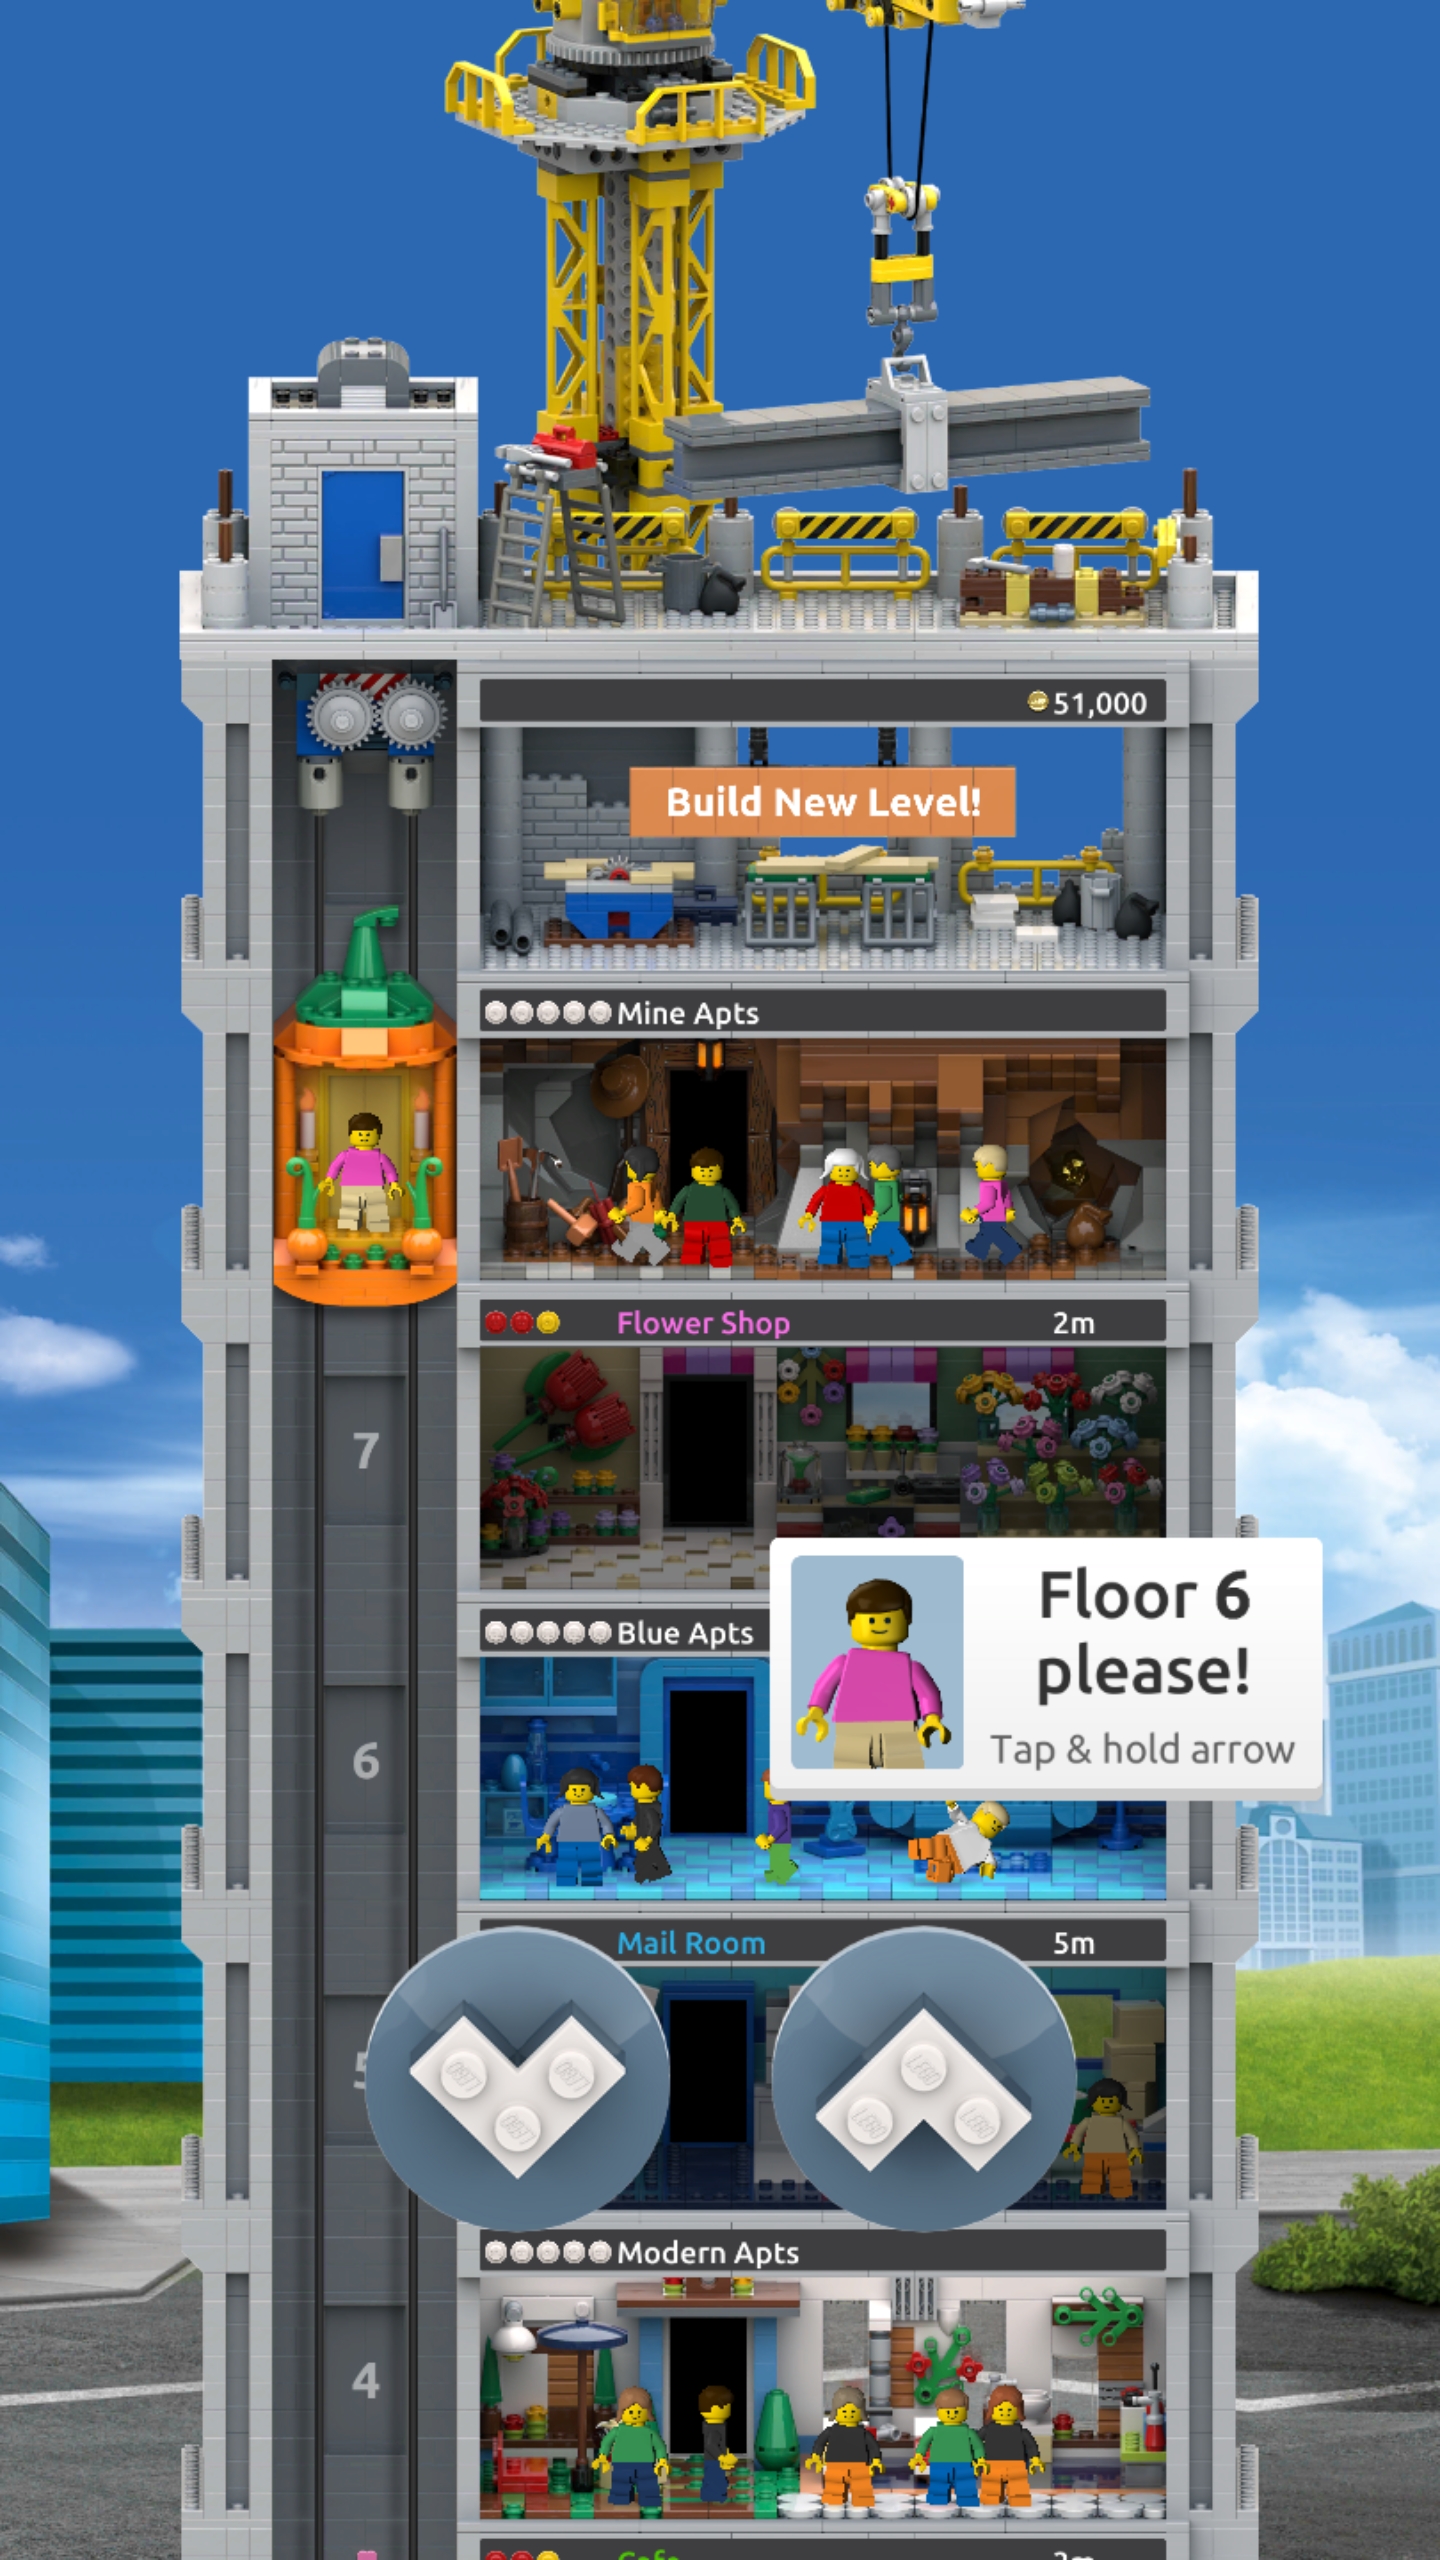 51,000
Build New Level!
Mine Apts
Flower Shop 2m
7
Floor 6
please!
Tap & hold arrow
Blue Apts
6
Mail Room 5m
5
Modern Apts
4